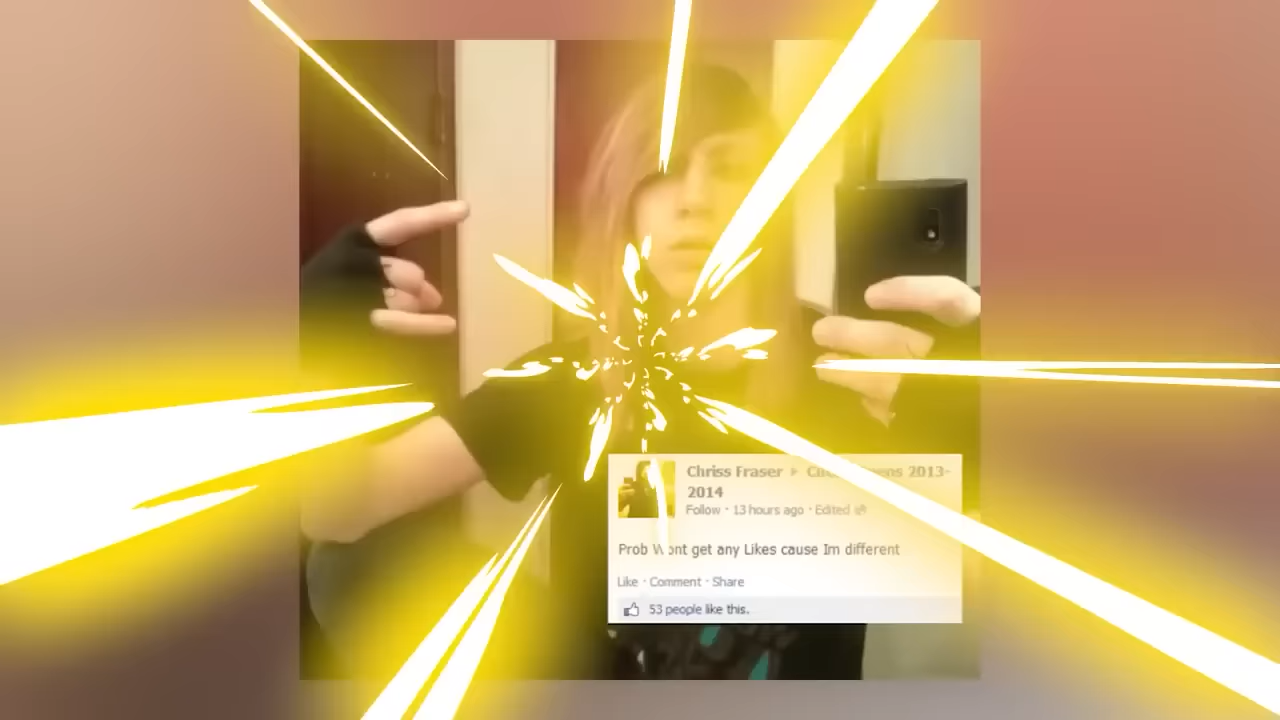 Chriss Fraser ▸ 2013-
2014
Follow · 13 hours ago · Edited
Prob Wont get any Likes cause Im different
Like · Comment · Share
53 people like this.